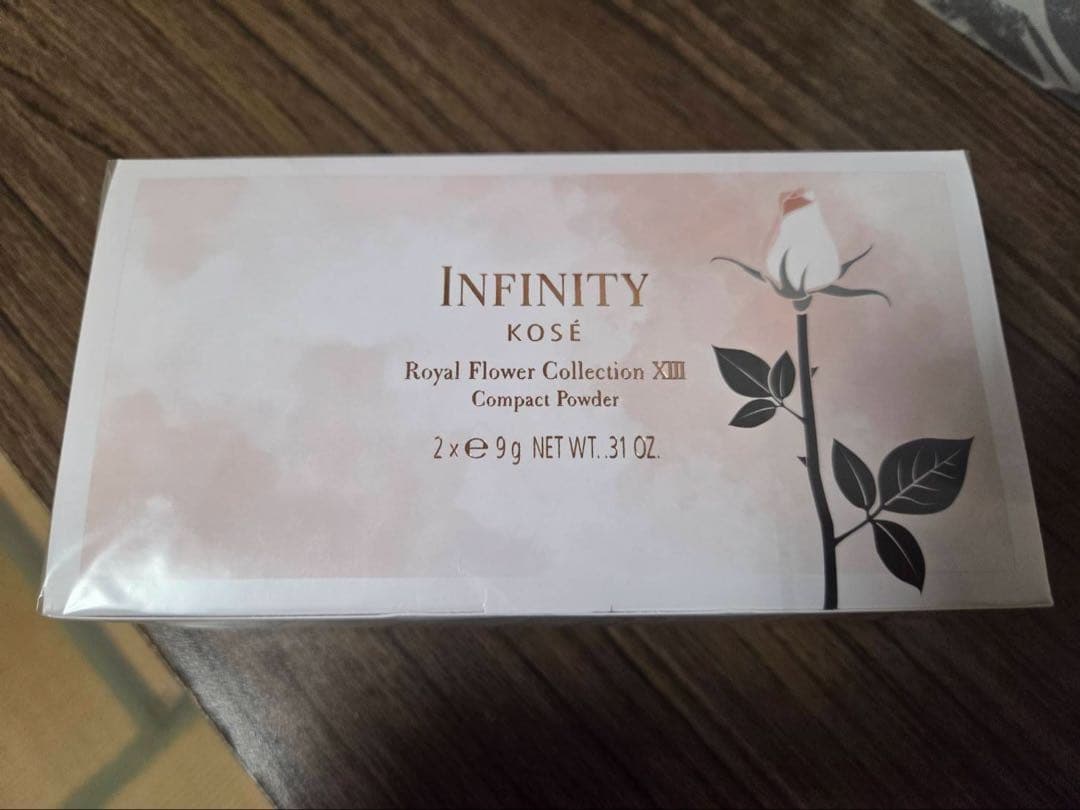 INFINITY
KOSÉ
Royal Flower Collection XIII
Compact Powder
2 x ℮ 9 g NET WT. .31 OZ.